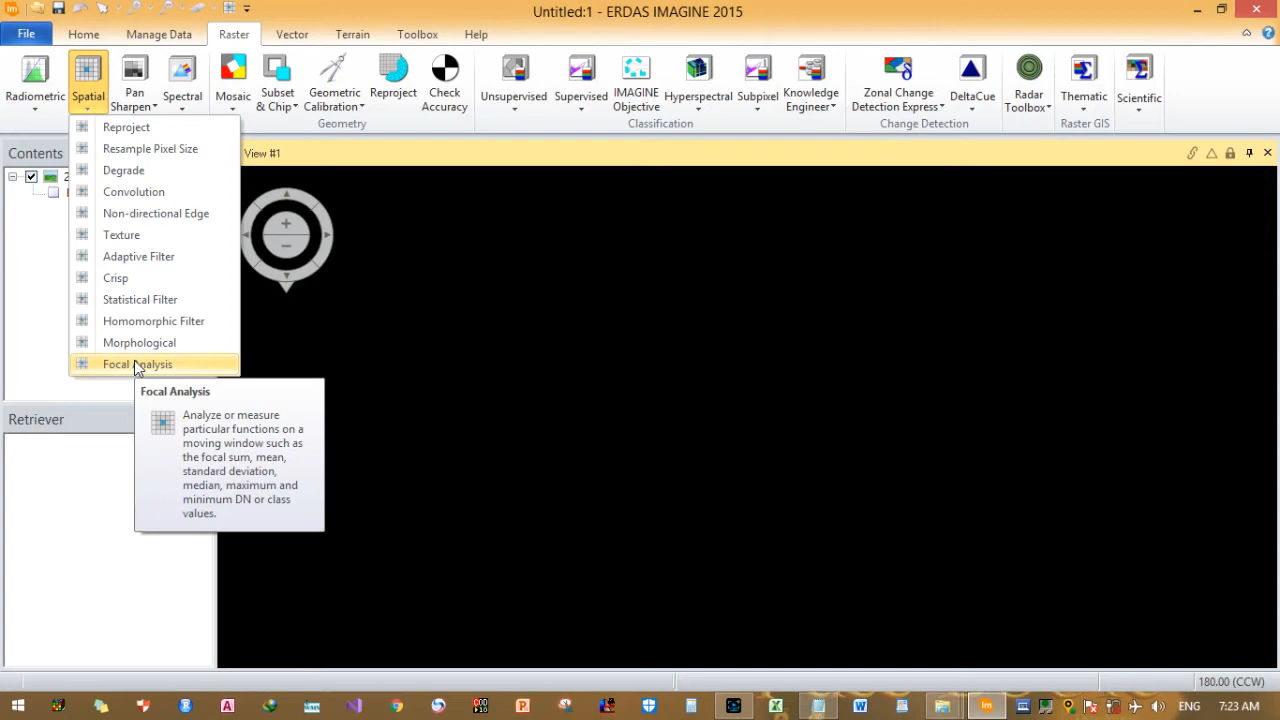 Untitled:1 - ERDAS IMAGINE 2015
File
Home
Manage Data
Raster
Vector
Terrain
Toolbox
Help
Radiometric
Spatial
Pan
Sharpen
Spectral
Mosaic
Subset
& Chip
Geometric
Calibration
Reproject
Check
Accuracy
Unsupervised
Supervised
IMAGINE
Objective
Hyperspectral
Subpixel
Knowledge
Engineer
Zonal Change
Detection Express
DeltaCue
Radar
Toolbox
Thematic
Scientific
Geometry
Classification
Change Detection
Raster GIS
Contents
View #1
Reproject
Resample Pixel Size
Degrade
Convolution
Non-directional Edge
Texture
Adaptive Filter
Crisp
Statistical Filter
Homomorphic Filter
Morphological
Focal Analysis
Focal Analysis
Analyze or measure
particular functions on a
moving window such as
the focal sum, mean,
standard deviation,
median, maximum and
minimum DN or class
values.
Retriever
180.00 (CCW)
ENG
7:23 AM